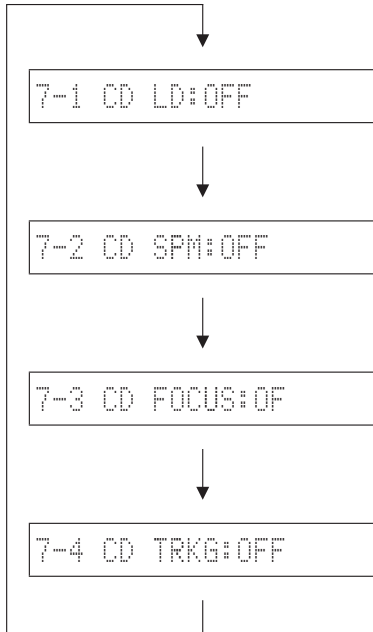 7-1 CD LD:OFF
7-2 CD SPM:OFF
7-3 CD FOCUS:OF
7-4 CD TRKG:OFF